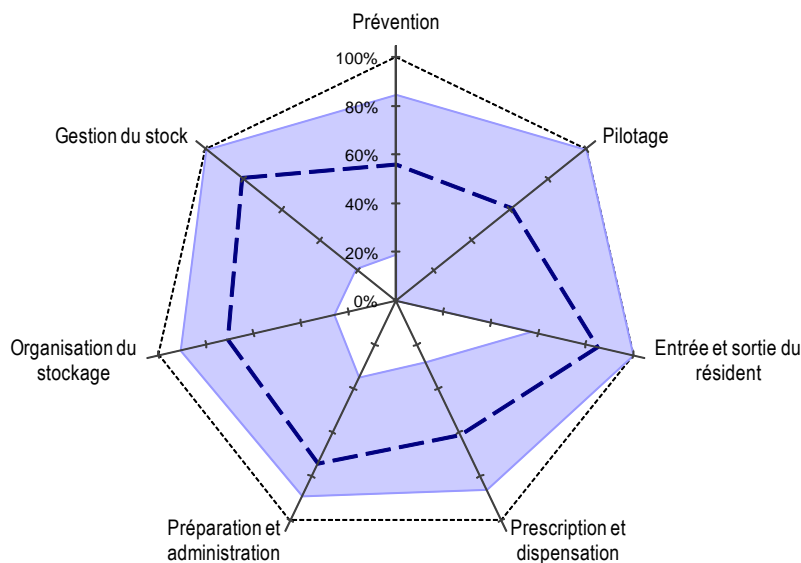 Prévention
100%
80%
60%
40%
20%
0%
Pilotage
Entrée et sortie du
résident
Prescription et
dispensation
Préparation et
administration
Organisation du
stockage
Gestion du stock